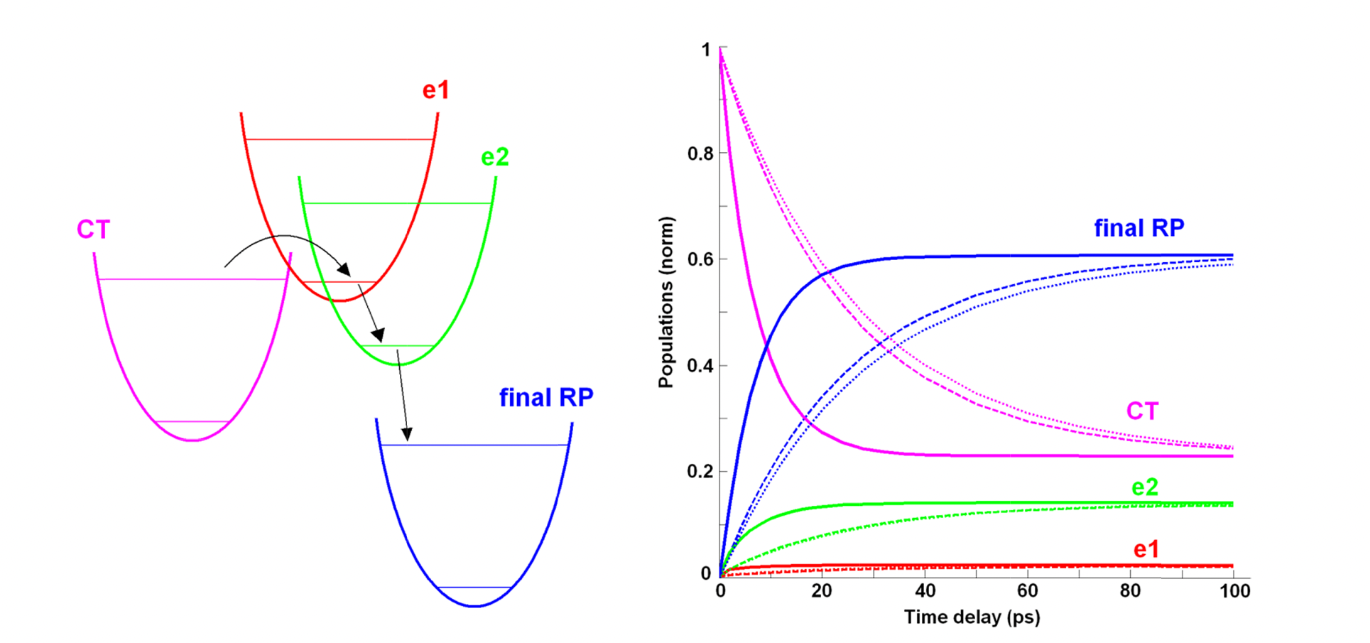 e1
e2
CT
final RP
1
0.8
0.6
0.4
0.2
0
Populations (norm)
final RP
CT
e2
e1
0 20 40 60 80 100
Time delay (ps)